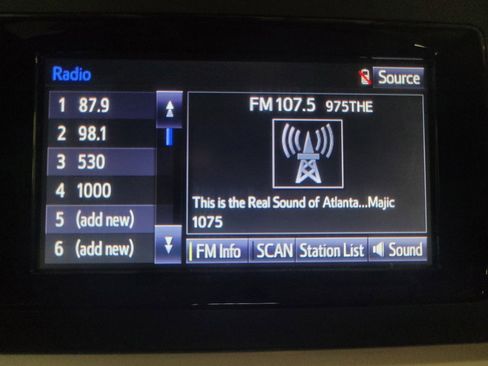 Radio
Source
1 87.9
2 98.1
3 530
4 1000
5 (add new)
6 (add new)
FM 107.5 975THE
This is the Real Sound of Atlanta...Majic
1075
FM Info
SCAN
Station List
Sound